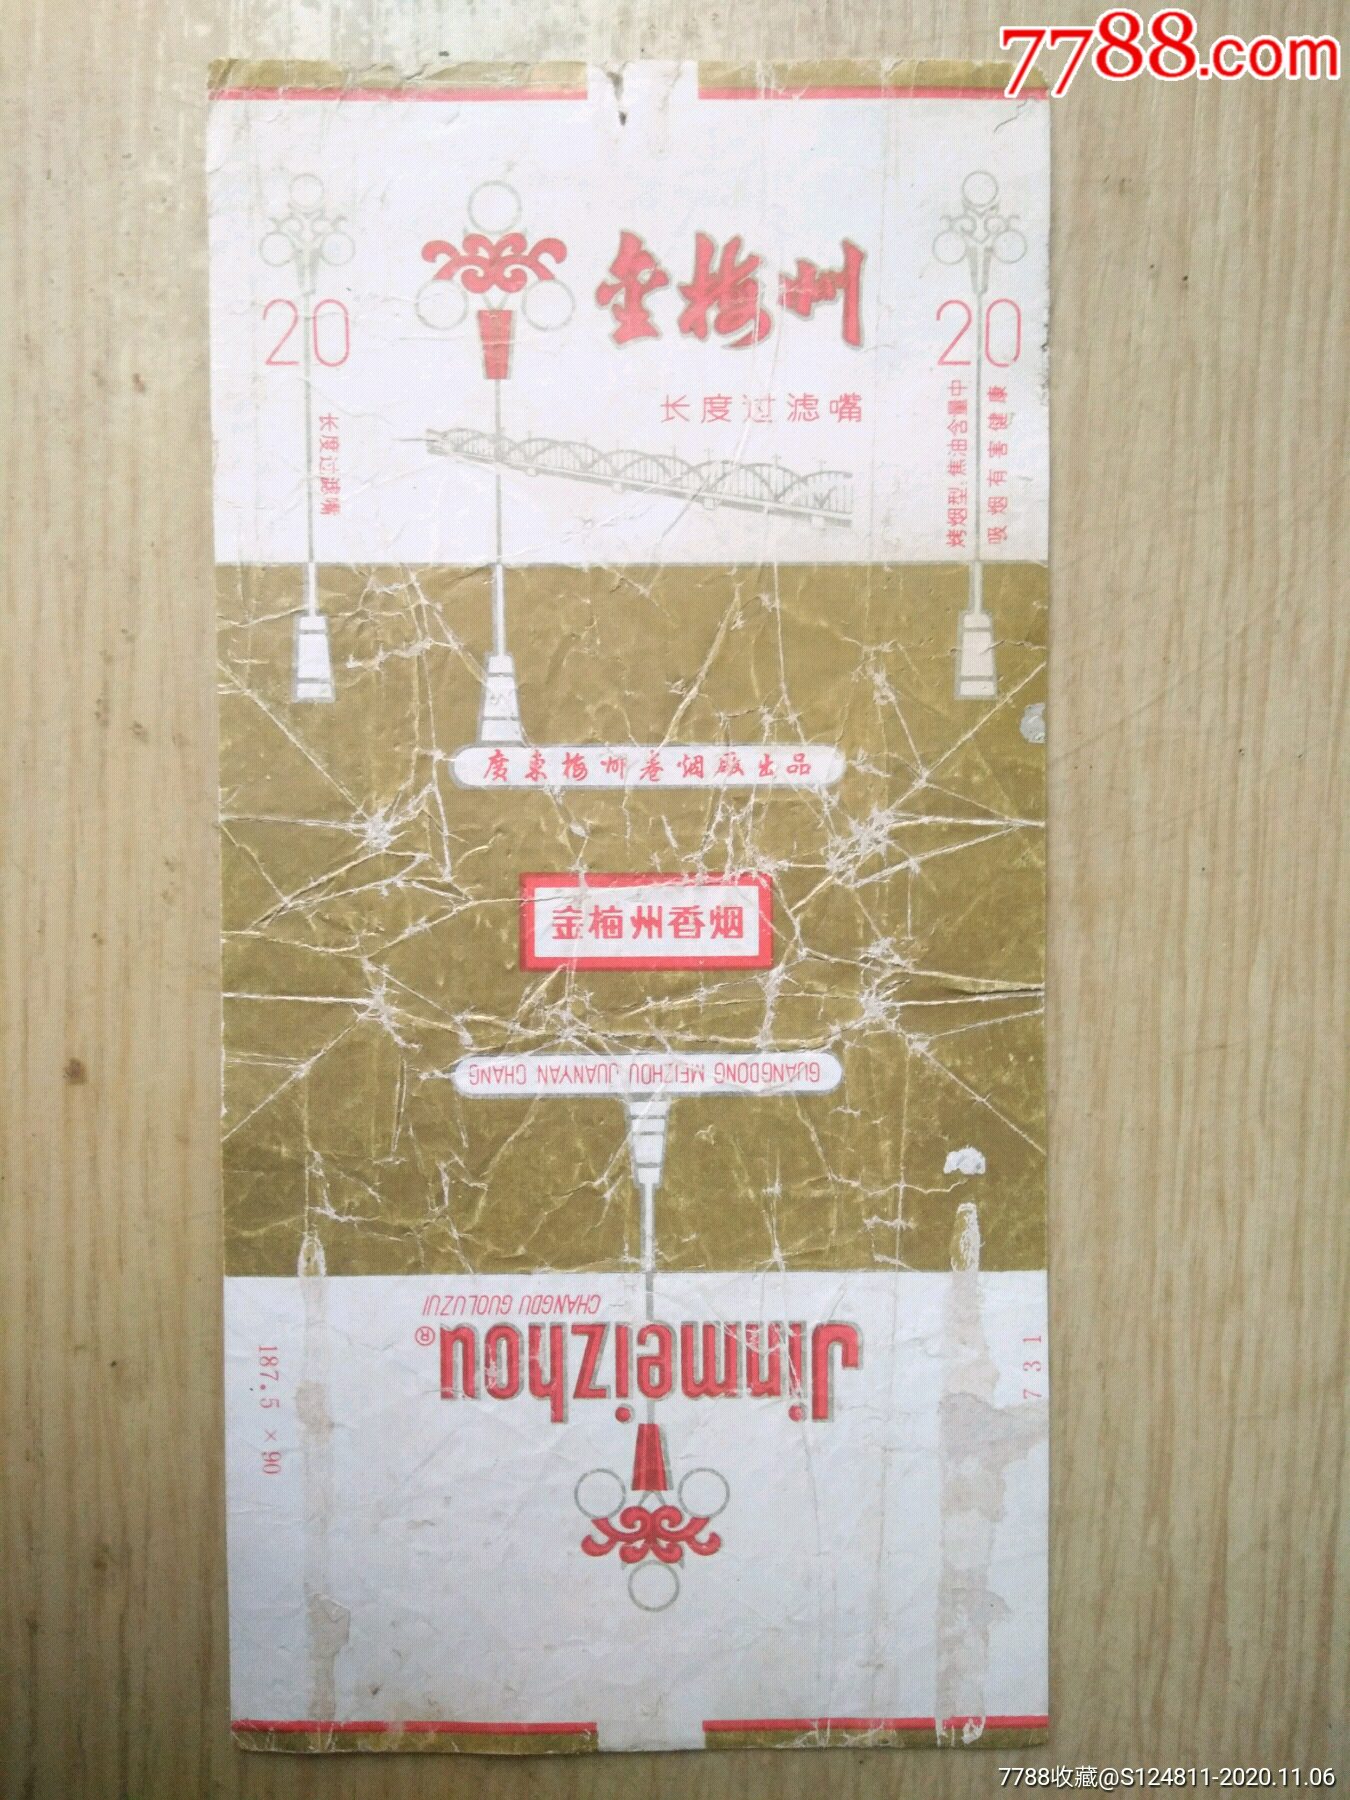 7788.com
金梅州
20
20
长度过滤嘴
长度过滤嘴
烤烟型.焦油含量中
吸烟有害健康
廣東梅州卷烟廠出品
金梅州香烟
GUANGDONG MEIZHOU JUANYAN CHANG
CHANGDU GUOLUZUI
Jinmeizhou®
187.5×90
731
7788收藏@S124811-2020.11.06